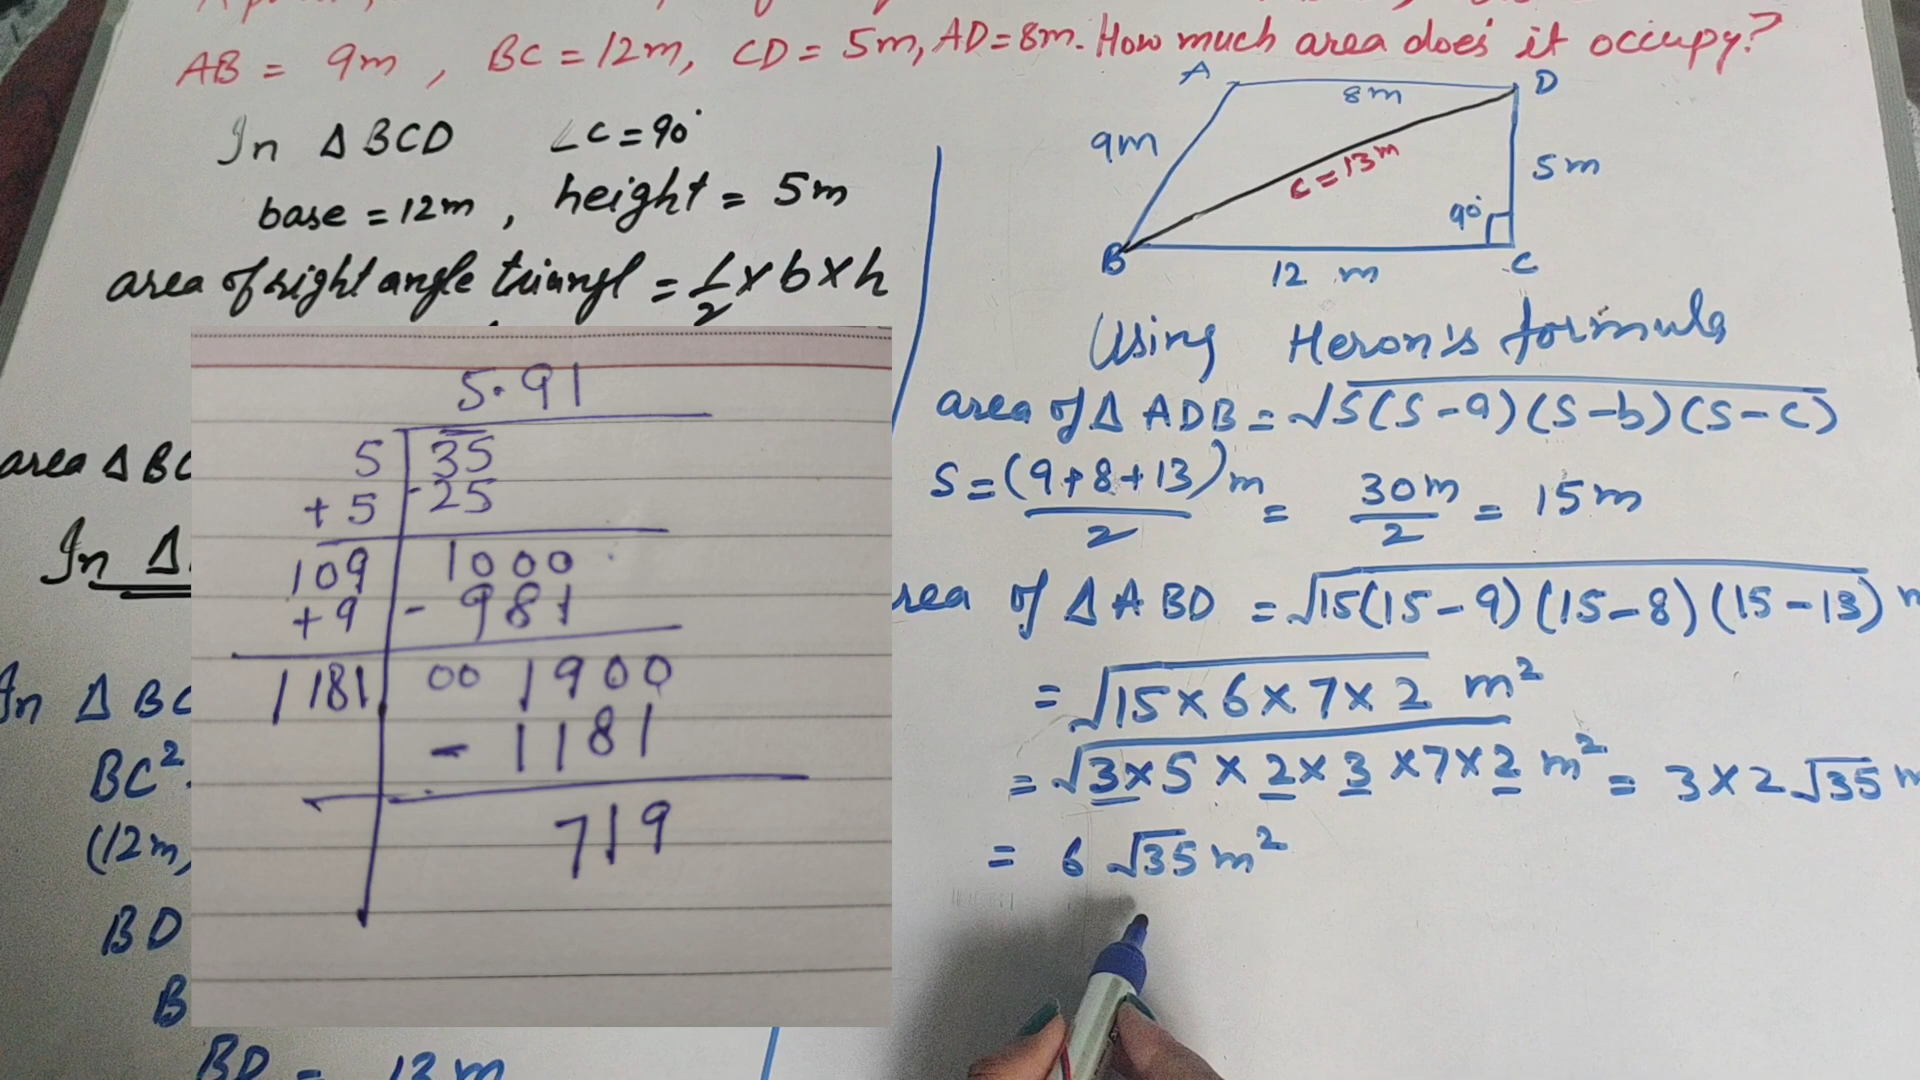 AB = 9m, BC = 12m, CD = 5m, AD = 8m. How much area does it occupy?
In Δ BCD ∠C = 90°
base = 12m, height = 5m
area of right angle triangl = 1/2 × b × h
area Δ BC
In Δ
In Δ BC
BC²
(12m,
BD
B
BD = 13m
5.91
5 35
+5 -25
109 1000
+9 - 981
1181 00 1900
- 1181
719
A D
8m
9m
C = 13m
5m
90°
B C
12 m
Using Heron's formula
area of Δ ADB = √S(S-a)(S-b)(S-c)
S = (9+8+13)m/2 = 30m/2 = 15m
rea of Δ ABD = √15(15-9)(15-8)(15-13) m
= √15×6×7×2 m²
= √3×5×2×3×7×2 m² = 3×2√35 m
= 6√35 m²